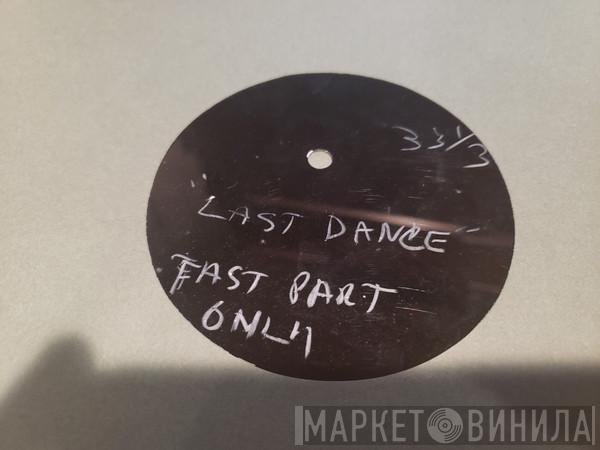 33 1/3
"LAST DANCE"
FAST PART
ONLY
МАРКЕТ ВИНИЛА